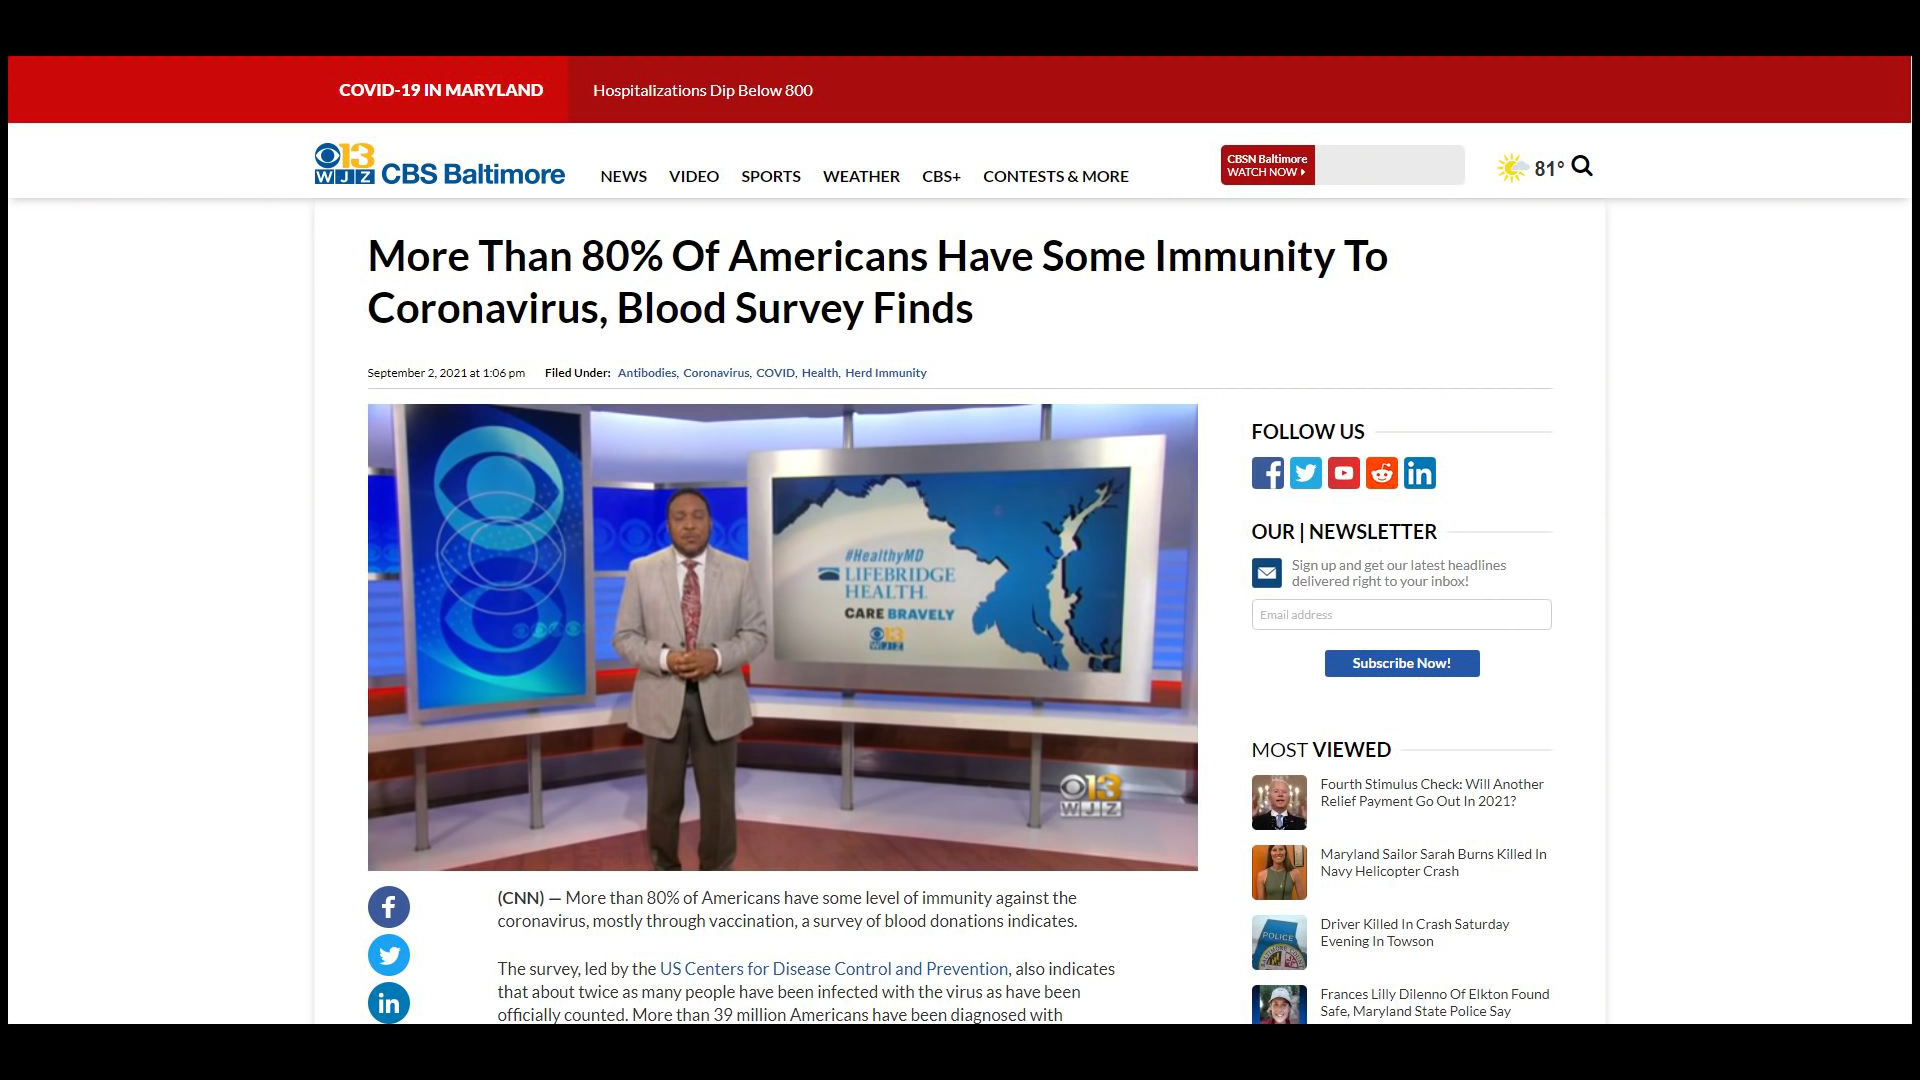 COVID-19 IN MARYLAND
Hospitalizations Dip Below 800
13
WJZ
CBS Baltimore
NEWS
VIDEO
SPORTS
WEATHER
CBS+
CONTESTS & MORE
CBSN Baltimore
WATCH NOW
81°
More Than 80% Of Americans Have Some Immunity To
Coronavirus, Blood Survey Finds
September 2, 2021 at 1:06 pm
Filed Under: Antibodies, Coronavirus, COVID, Health, Herd Immunity
#HealthyMD
LIFEBRIDGE
HEALTH.
CARE BRAVELY
13
WJZ
13
WJZ
(CNN) — More than 80% of Americans have some level of immunity against the
coronavirus, mostly through vaccination, a survey of blood donations indicates.
The survey, led by the US Centers for Disease Control and Prevention, also indicates
that about twice as many people have been infected with the virus as have been
officially counted. More than 39 million Americans have been diagnosed with
FOLLOW US
OUR | NEWSLETTER
Sign up and get our latest headlines
delivered right to your inbox!
Email address
Subscribe Now!
MOST VIEWED
Fourth Stimulus Check: Will Another
Relief Payment Go Out In 2021?
Maryland Sailor Sarah Burns Killed In
Navy Helicopter Crash
POLICE
Driver Killed In Crash Saturday
Evening In Towson
Frances Lilly Dilenno Of Elkton Found
Safe, Maryland State Police Say